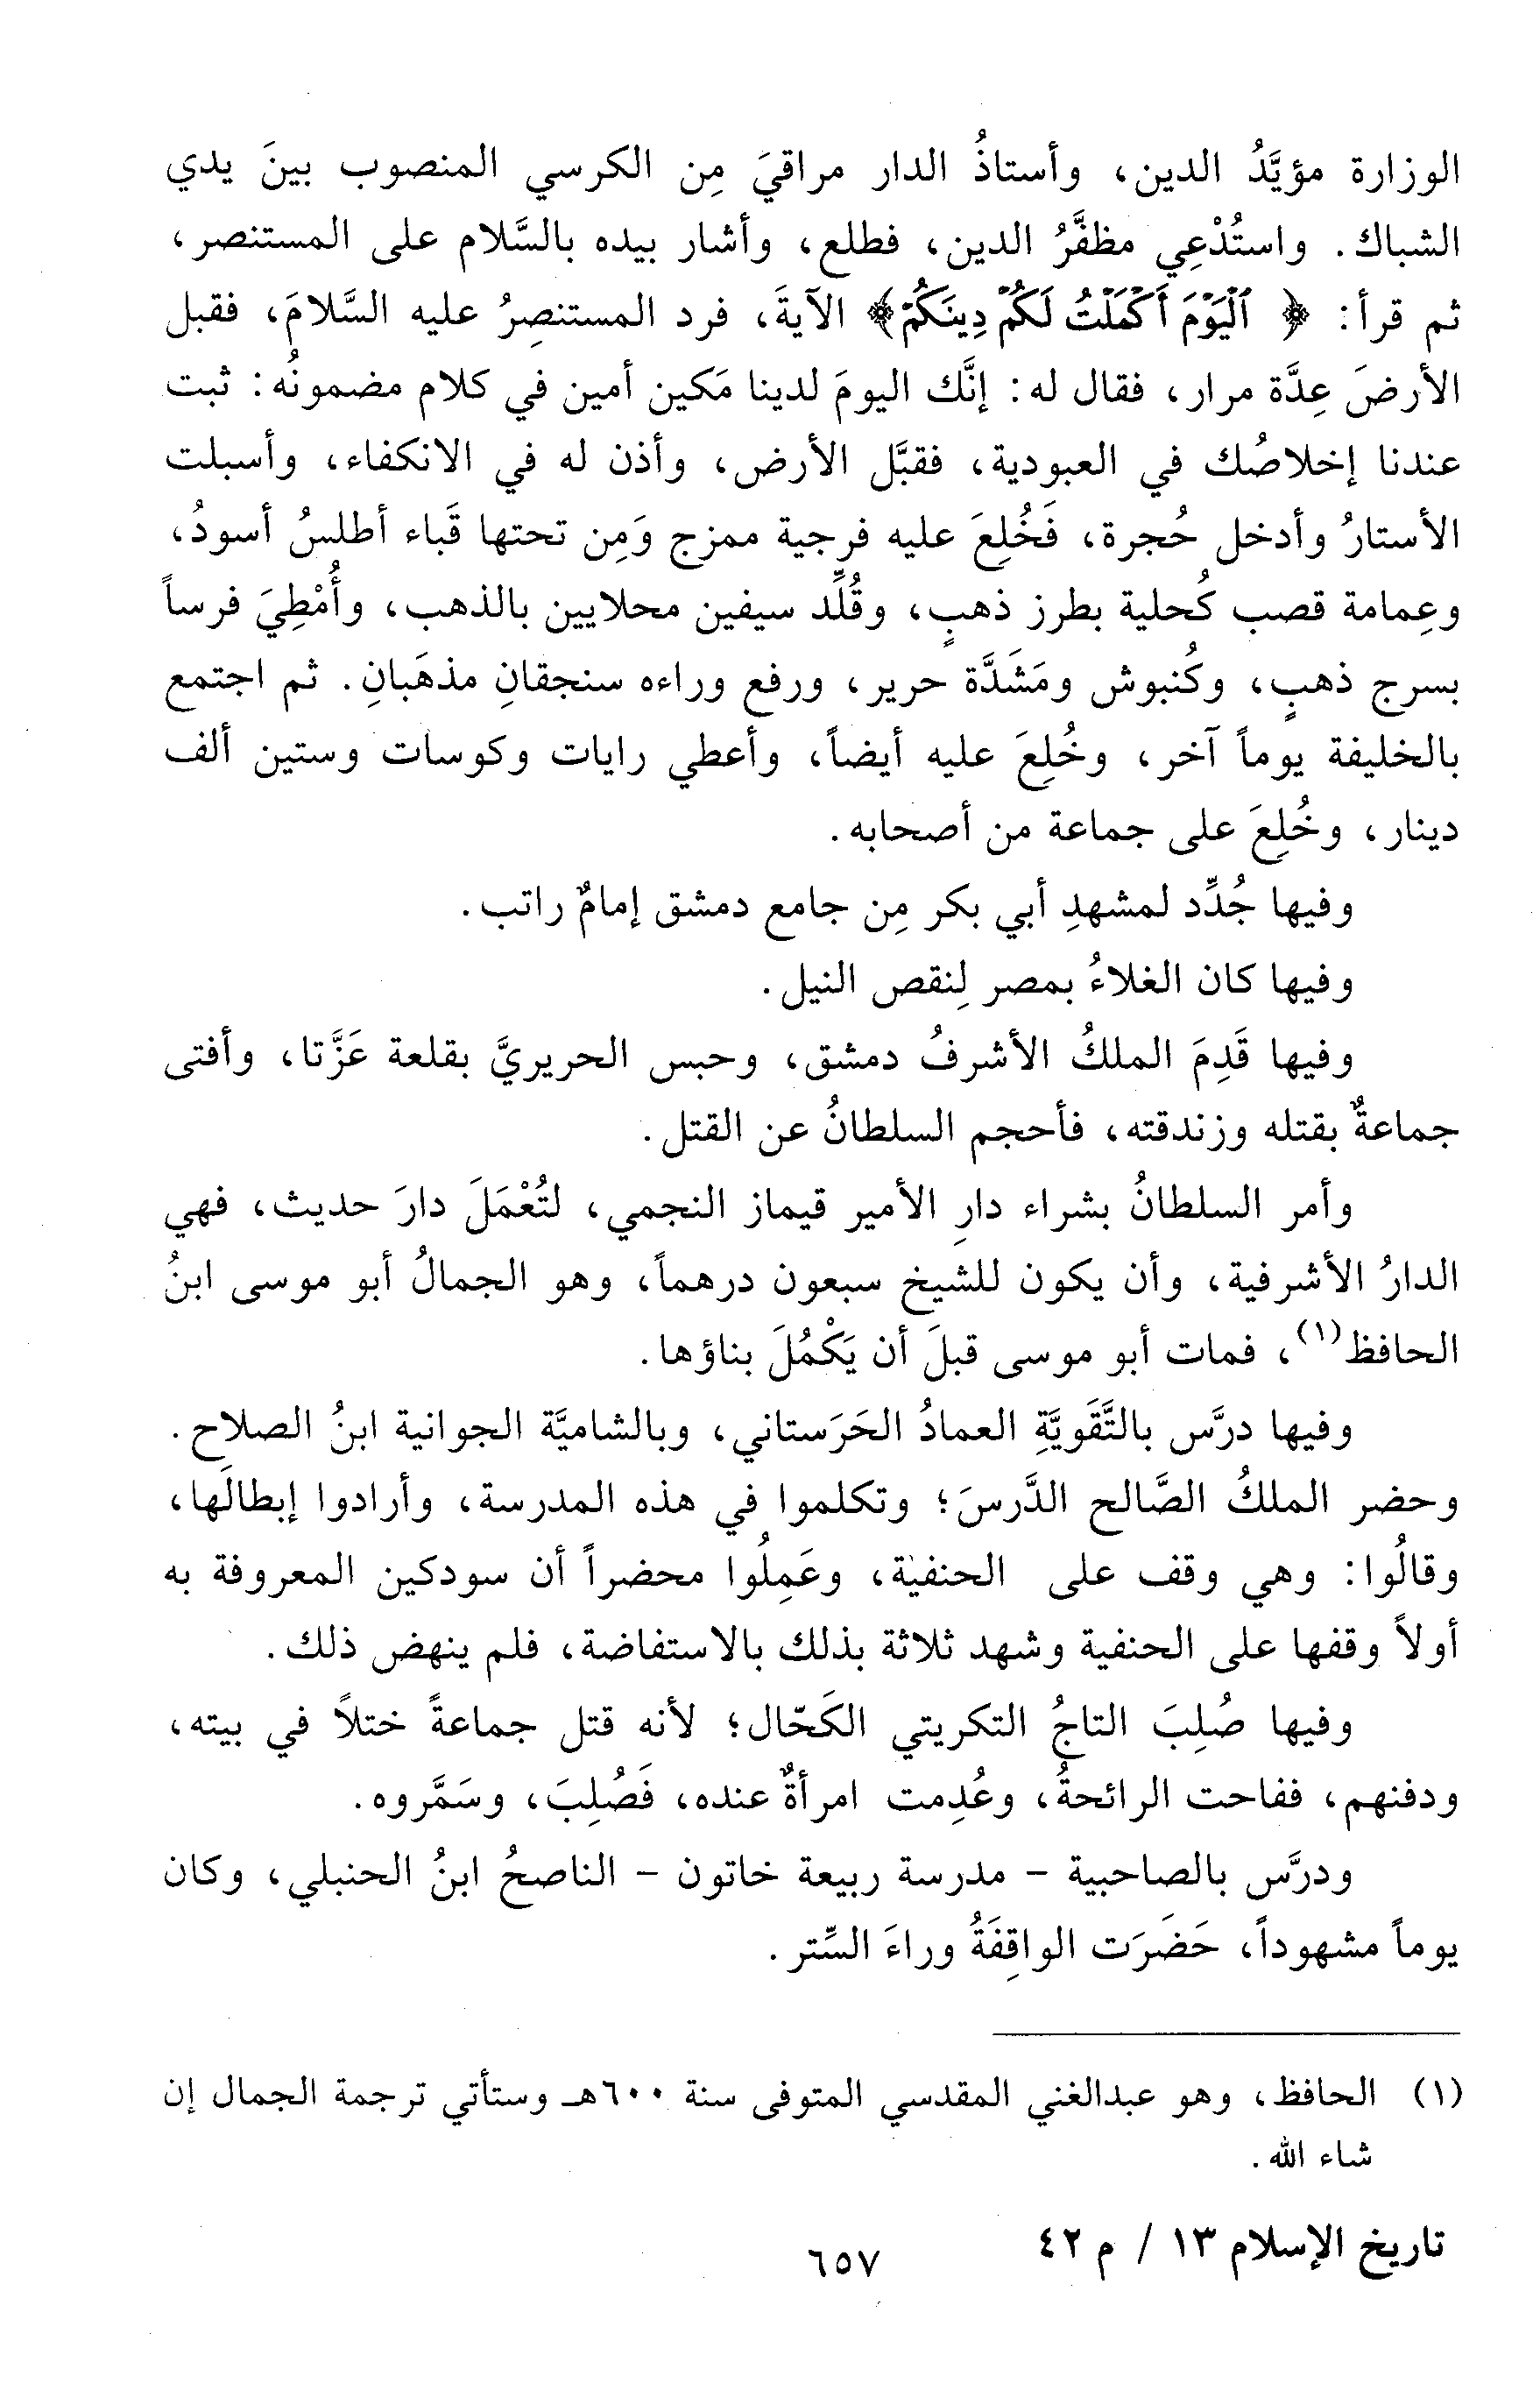 الوزارة مؤيَّدُ الدين، وأستاذُ الدار مراقيَ مِن الكرسي المنصوب بينَ يدي
الشباك. واستُدْعِي مظفَّرُ الدين، فطلع، وأشار بيده بالسَّلام على المستنصر،
ثم قرأ: ﴿ٱلْيَوْمَ أَكْمَلْتُ لَكُمْ دِينَكُمْ﴾ الآيةَ، فرد المستنصِرُ عليه السَّلامَ، فقبل
الأرضَ عِدَّة مرار، فقال له: إنَّك اليومَ لدينا مَكين أمين في كلام مضمونُه: ثبت
عندنا إخلاصُك في العبودية، فقبَّل الأرض، وأذن له في الانكفاء، وأسبلت
الأستارُ وأدخل حُجرة، فَخُلِعَ عليه فرجية ممزج وَمِن تحتها قَباء أطلسُ أسودُ،
وعِمامة قصب كُحلية بطرز ذهبٍ، وقُلِّد سيفين محلايين بالذهب، وأُمْطِيَ فرساً
بسرج ذهبٍ، وكُنبوش ومَشَدَّة حرير، ورفع وراءه سنجقانِ مذهَبانِ. ثم اجتمع
بالخليفة يوماً آخر، وخُلِعَ عليه أيضاً، وأعطي رايات وكوسات وستين ألف
دينار، وخُلِعَ على جماعة من أصحابه.
وفيها جُدِّد لمشهدِ أبي بكر مِن جامع دمشق إمامٌ راتب.
وفيها كان الغلاءُ بمصر لِنقص النيل.
وفيها قَدِمَ الملكُ الأشرفُ دمشق، وحبس الحريريَّ بقلعة عَزَّتا، وأفتى
جماعةٌ بقتله وزندقته، فأحجم السلطانُ عن القتل.
وأمر السلطانُ بشراء دارِ الأمير قيماز النجمي، لتُعْمَلَ دارَ حديث، فهي
الدارُ الأشرفية، وأن يكون للشيخ سبعون درهماً، وهو الجمالُ أبو موسى ابنُ
الحافظ(١)، فمات أبو موسى قبلَ أن يَكْمُلَ بناؤها.
وفيها درَّس بالتَّقَويَّةِ العمادُ الحَرَستاني، وبالشاميَّة الجوانية ابنُ الصلاح.
وحضر الملكُ الصَّالح الدَّرسَ؛ وتكلموا في هذه المدرسة، وأرادوا إبطالَها،
وقالُوا: وهي وقف على الحنفية، وعَمِلُوا محضراً أن سودكين المعروفة به
أولاً وقفها على الحنفية وشهد ثلاثة بذلك بالاستفاضة، فلم ينهض ذلك.
وفيها صُلِبَ التاجُ التكريتي الكَحّال؛ لأنه قتل جماعةً ختلاً في بيته،
ودفنهم، ففاحت الرائحةُ، وعُدِمت امرأةٌ عنده، فَصُلِبَ، وسَمَّروه.
ودرَّس بالصاحبية - مدرسة ربيعة خاتون - الناصحُ ابنُ الحنبلي، وكان
يوماً مشهوداً، حَضَرَت الواقِفَةُ وراءَ السِّتر.
(١) الحافظ، وهو عبدالغني المقدسي المتوفى سنة ٦٠٠هـ وستأتي ترجمة الجمال إن
شاء الله.
تاريخ الإسلام ١٣ / م ٤٢
٦٥٧